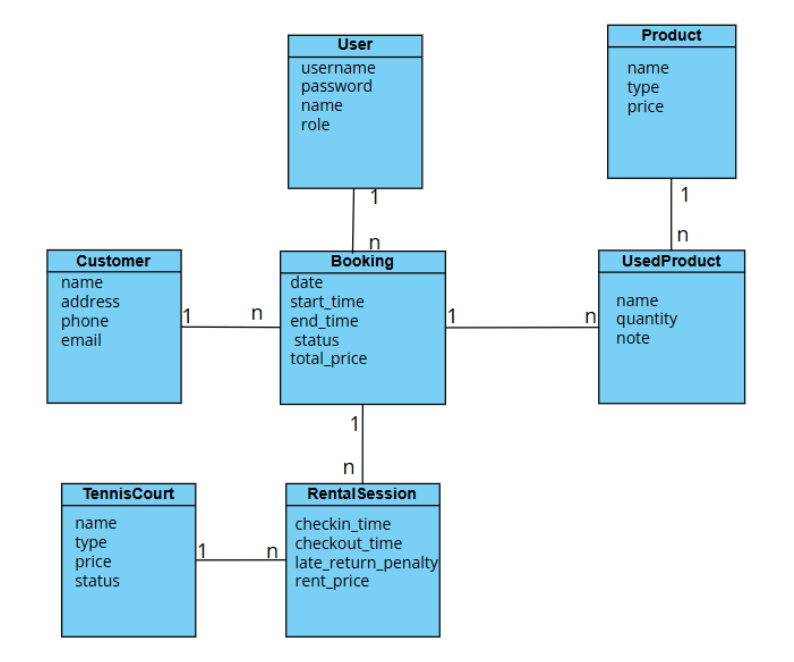 User
username
password
name
role
1
n
Product
name
type
price
1
n
Customer
name
address
phone
email
1
n
Booking
date
start_time
end_time
status
total_price
1
n
UsedProduct
name
quantity
note
1
n
TennisCourt
name
type
price
status
1
n
RentalSession
checkin_time
checkout_time
late_return_penalty
rent_price